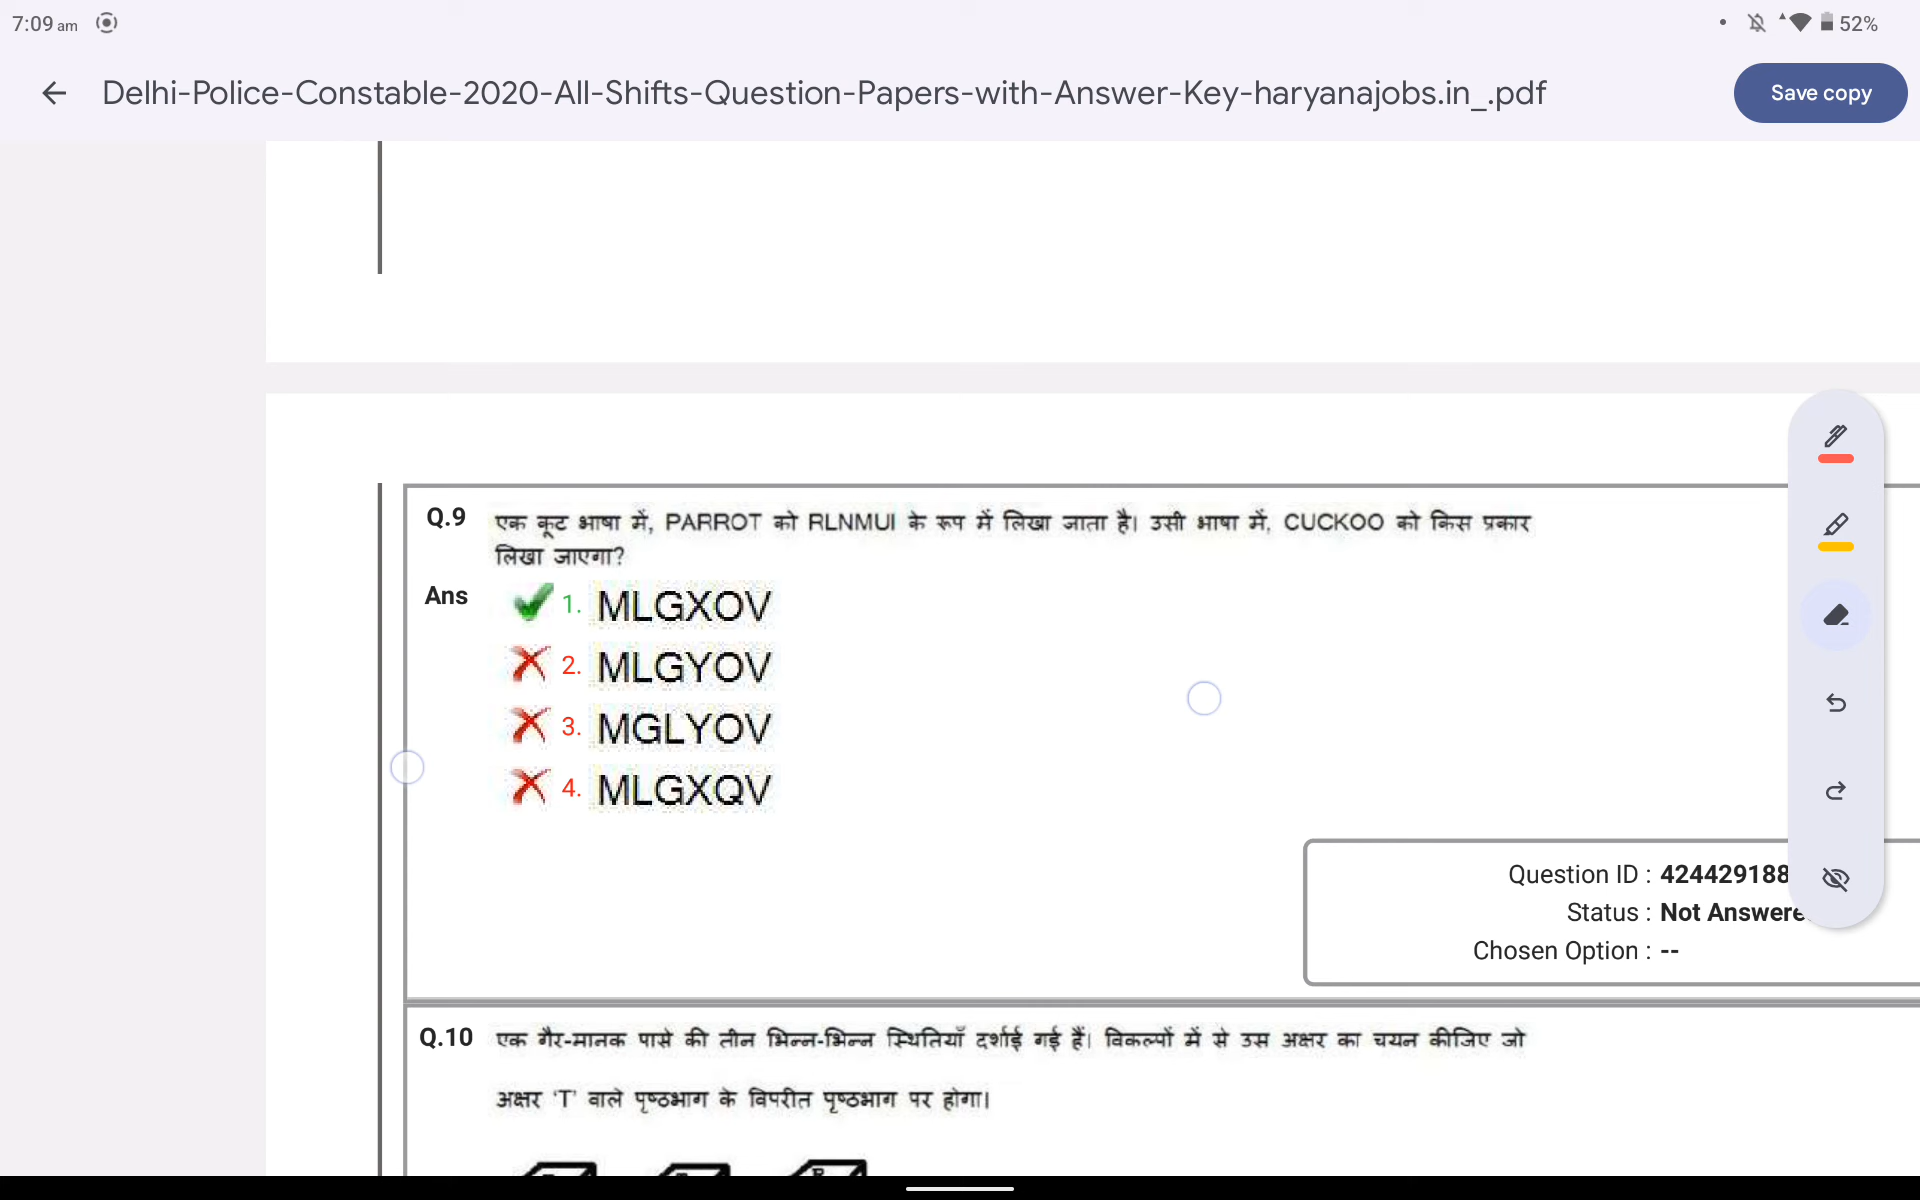 7:09 am
52%
Delhi-Police-Constable-2020-All-Shifts-Question-Papers-with-Answer-Key-haryanajobs.in_.pdf
Save copy
Q.9 एक कूट भाषा में, PARROT को RLNMUI के रूप में लिखा जाता है। उसी भाषा में, CUCKOO को किस प्रकार
लिखा जाएगा?
Ans
1. MLGXOV
2. MLGYOV
3. MGLYOV
4. MLGXQV
Question ID : 424429188
Status : Not Answere
Chosen Option : --
Q.10 एक गैर-मानक पासे की तीन भिन्न-भिन्न स्थितियाँ दर्शाई गई हैं। विकल्पों में से उस अक्षर का चयन कीजिए जो
अक्षर 'T' वाले पृष्ठभाग के विपरीत पृष्ठभाग पर होगा।